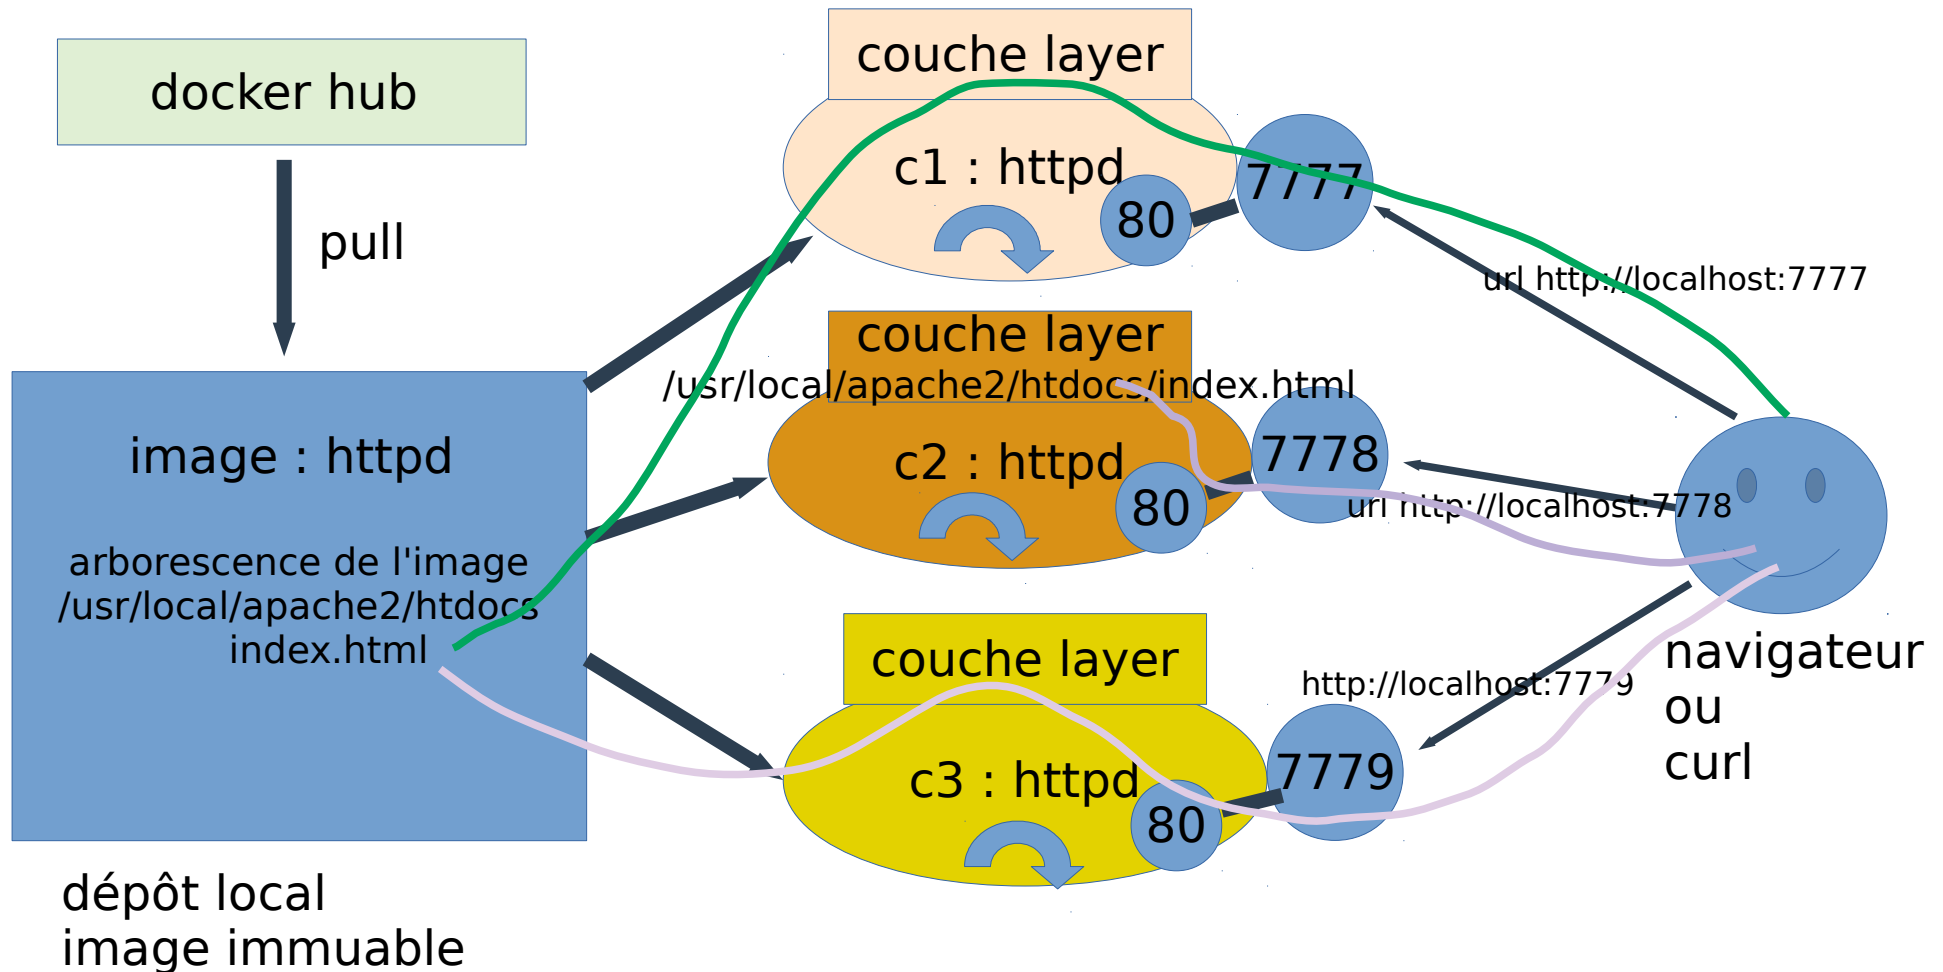 docker hub
pull
image : httpd
arborescence de l'image
/usr/local/apache2/htdocs
index.html
dépôt local
image immuable
couche layer
c1 : httpd
80
7777
url http://localhost:7777
couche layer
/usr/local/apache2/htdocs/index.html
c2 : httpd
80
7778
url http://localhost:7778
couche layer
c3 : httpd
80
7779
http://localhost:7779
navigateur
ou
curl